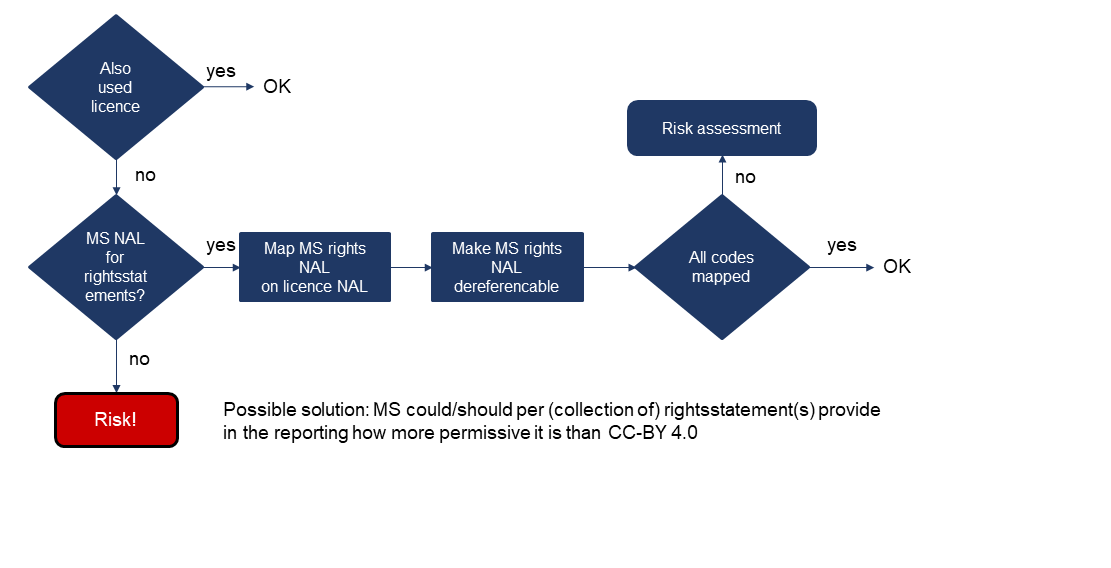 Also
used
licence
yes
OK
no
MS NAL
for
rightsstat
ements?
yes
Map MS rights
NAL
on licence NAL
Make MS rights
NAL
dereferencable
All codes
mapped
no
Risk assessment
yes
OK
no
Risk!
Possible solution: MS could/should per (collection of) rightsstatement(s) provide
in the reporting how more permissive it is than CC-BY 4.0